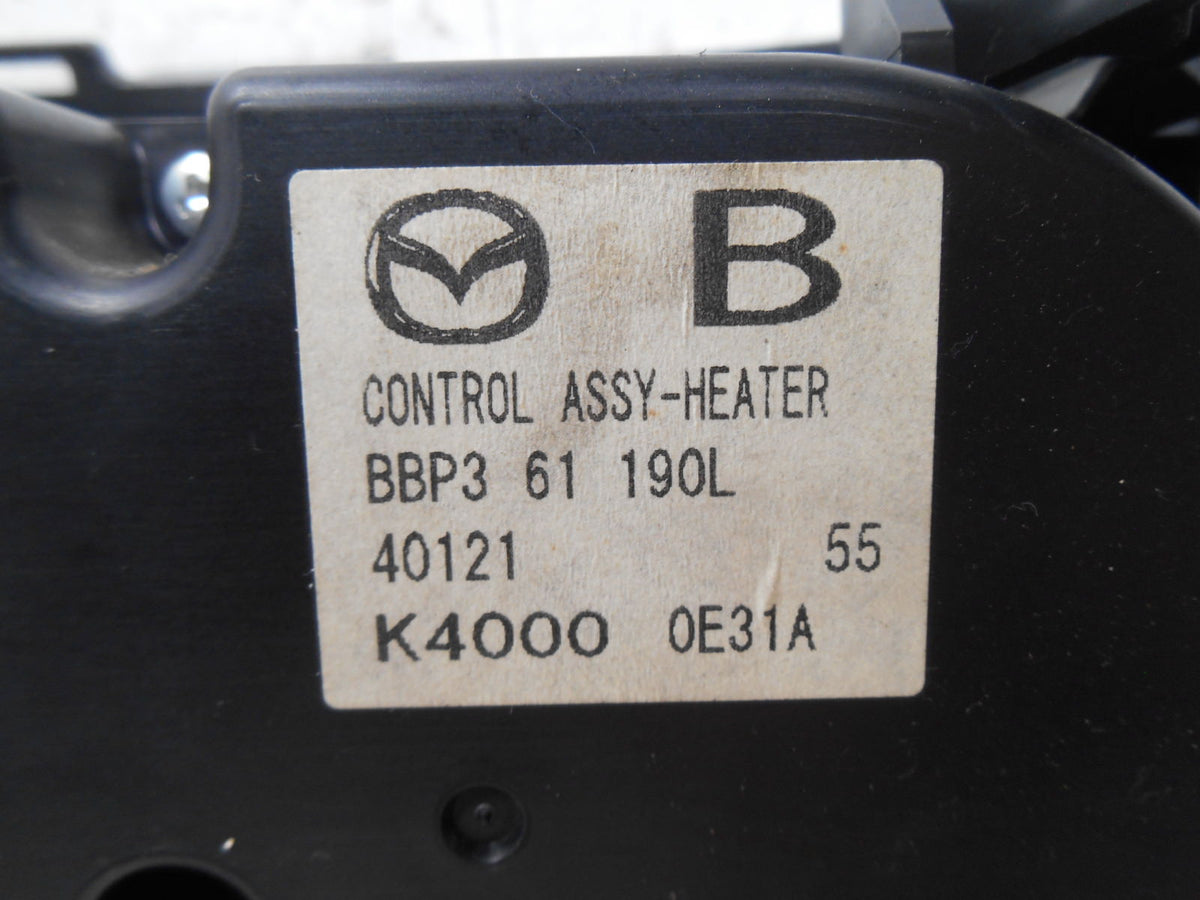 B
CONTROL ASSY-HEATER
BBP3 61 190L
40121 55
K4000 0E31A